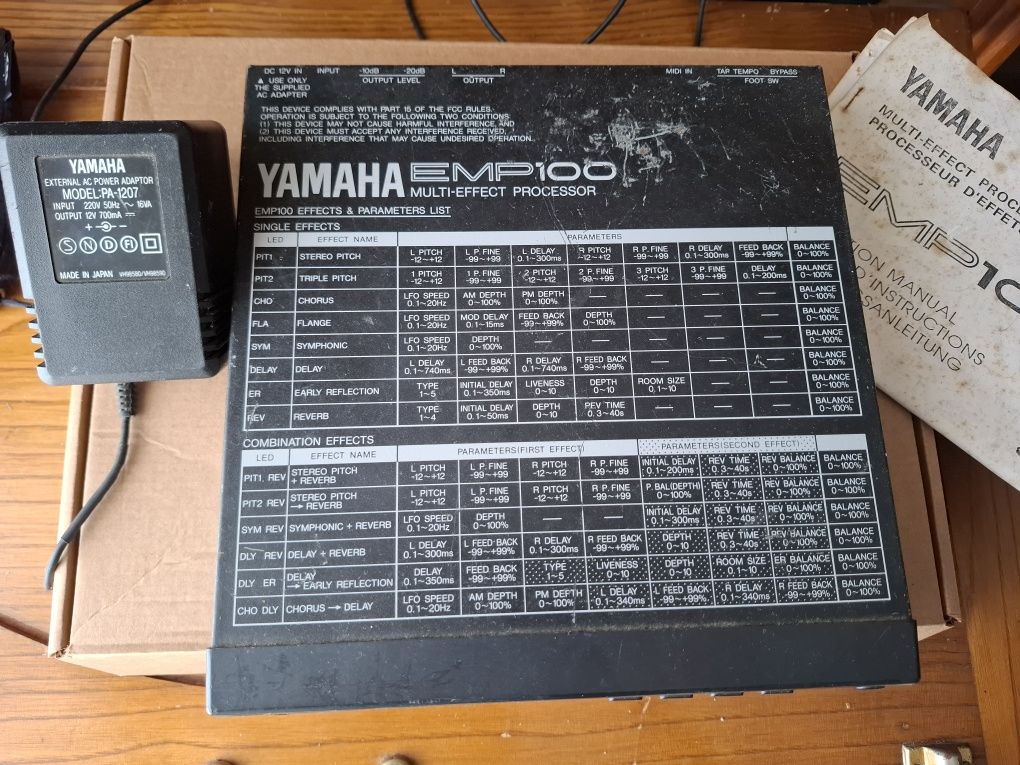 YAMAHA
EXTERNAL AC POWER ADAPTOR
MODEL:PA-1207
INPUT 220V 50Hz 16VA
OUTPUT 12V 700mA
S N D FI
MADE IN JAPAN
DC 12V IN INPUT -10dB -20dB L R MIDI IN TAP TEMPO BYPASS
▲ USE ONLY THE SUPPLIED AC ADAPTER
OUTPUT LEVEL OUTPUT FOOT SW
THIS DEVICE COMPLIES WITH PART 15 OF THE FCC RULES.
OPERATION IS SUBJECT TO THE FOLLOWING TWO CONDITIONS:
(1) THIS DEVICE MAY NOT CAUSE HARMFUL INTERFERENCE, AND
(2) THIS DEVICE MUST ACCEPT ANY INTERFERENCE RECEIVED,
INCLUDING INTERFERENCE THAT MAY CAUSE UNDESIRED OPERATION.
YAMAHA EMP100
MULTI-EFFECT PROCESSOR
EMP100 EFFECTS & PARAMETERS LIST
SINGLE EFFECTS
LED EFFECT NAME PARAMETERS
PIT1 STEREO PITCH L PITCH -12~+12 L P. FINE -99~+99 L DELAY 0.1~300ms R PITCH -12~+12 R P. FINE -99~+99 R DELAY 0.1~300ms FEED BACK -99~+99% BALANCE 0~100%
PIT2 TRIPLE PITCH 1 PITCH -12~+12 1 P. FINE -99~+99 2 PITCH -12~+12 2 P. FINE -99~+99 3 PITCH -12~+12 3 P. FINE -99~+99 DELAY 0.1~200ms BALANCE 0~100%
CHO CHORUS LFO SPEED 0.1~20Hz AM DEPTH 0~100% PM DEPTH 0~100% — — — — BALANCE 0~100%
FLA FLANGE LFO SPEED 0.1~20Hz MOD DELAY 0.1~15ms FEED BACK -99~+99% DEPTH 0~100% — — — BALANCE 0~100%
SYM SYMPHONIC LFO SPEED 0.1~20Hz DEPTH 0~100% — — — — — BALANCE 0~100%
DELAY DELAY L DELAY 0.1~740ms L FEED BACK -99~+99% R DELAY 0.1~740ms R FEED BACK -99~+99% — — — BALANCE 0~100%
ER EARLY REFLECTION TYPE 1~5 INITIAL DELAY 0.1~350ms LIVENESS 0~10 DEPTH 0~10 ROOM SIZE 0.1~10 — — BALANCE 0~100%
REV REVERB TYPE 1~4 INITIAL DELAY 0.1~50ms DEPTH 0~10 REV TIME 0.3~40s — — — BALANCE 0~100%
COMBINATION EFFECTS
LED EFFECT NAME PARAMETERS(FIRST EFFECT) PARAMETERS(SECOND EFFECT)
PIT1, REV STEREO PITCH + REVERB L PITCH -12~+12 L P. FINE -99~+99 R PITCH -12~+12 R P. FINE -99~+99 INITIAL DELAY 0.1~200ms REV TIME 0.3~40s REV BALANCE 0~100% BALANCE 0~100%
PIT2 REV STEREO PITCH → REVERB L PITCH -12~+12 L P. FINE -99~+99 R PITCH -12~+12 R P. FINE -99~+99 P. BAL(DEPTH) 0~100% REV TIME 0.3~40s REV BALANCE 0~100% BALANCE 0~100%
SYM REV SYMPHONIC + REVERB LFO SPEED 0.1~20Hz DEPTH 0~100% — — INITIAL DELAY 0.1~300ms REV TIME 0.3~40s REV BALANCE 0~100% BALANCE 0~100%
DLY REV DELAY + REVERB L DELAY 0.1~300ms L FEED BACK -99~+99% R DELAY 0.1~300ms R FEED BACK -99~+99% DEPTH 0~10 REV TIME 0.3~40s REV BALANCE 0~100% BALANCE 0~100%
DLY ER DELAY → EARLY REFLECTION DELAY 0.1~350ms FEED BACK -99~+99% TYPE 1~5 LIVENESS 0~10 DEPTH 0~10 ROOM SIZE 0.1~10 ER BALANCE 0~100% BALANCE 0~100%
CHO DLY CHORUS → DELAY LFO SPEED 0.1~20Hz AM DEPTH 0~100% PM DEPTH 0~100% L DELAY 0.1~340ms L FEED BACK -99~+99% R DELAY 0.1~340ms R FEED BACK -99~+99% BALANCE 0~100%
YAMAHA
MULTI-EFFECT PROCE
PROCESSEUR D'EFFET
EMP10
ION MANUAL
INSTRUCTIONS
SANLEITUNG